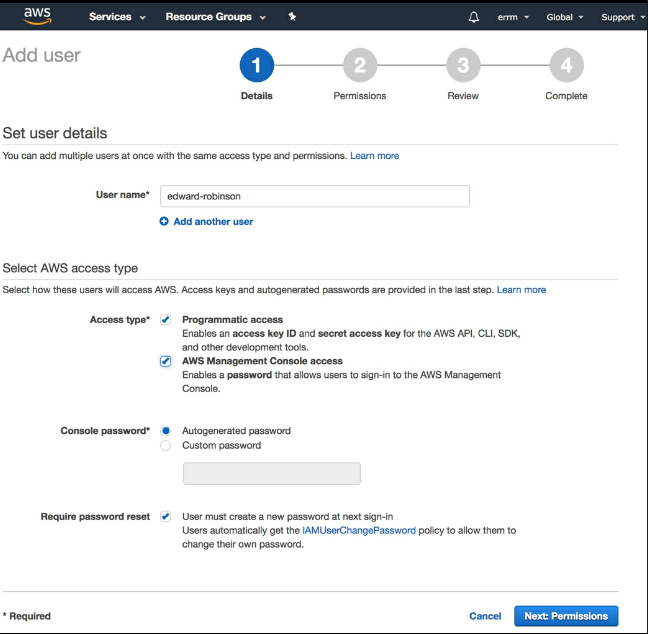 aws Services Resource Groups errm Global Support
Add user
1 2 3 4
Details Permissions Review Complete
Set user details
You can add multiple users at once with the same access type and permissions. Learn more
User name* edward-robinson
Add another user
Select AWS access type
Select how these users will access AWS. Access keys and autogenerated passwords are provided in the last step. Learn more
Access type* Programmatic access
Enables an access key ID and secret access key for the AWS API, CLI, SDK,
and other development tools.
AWS Management Console access
Enables a password that allows users to sign-in to the AWS Management
Console.
Console password* Autogenerated password
Custom password
Require password reset User must create a new password at next sign-in
Users automatically get the IAMUserChangePassword policy to allow them to
change their own password.
* Required Cancel Next: Permissions